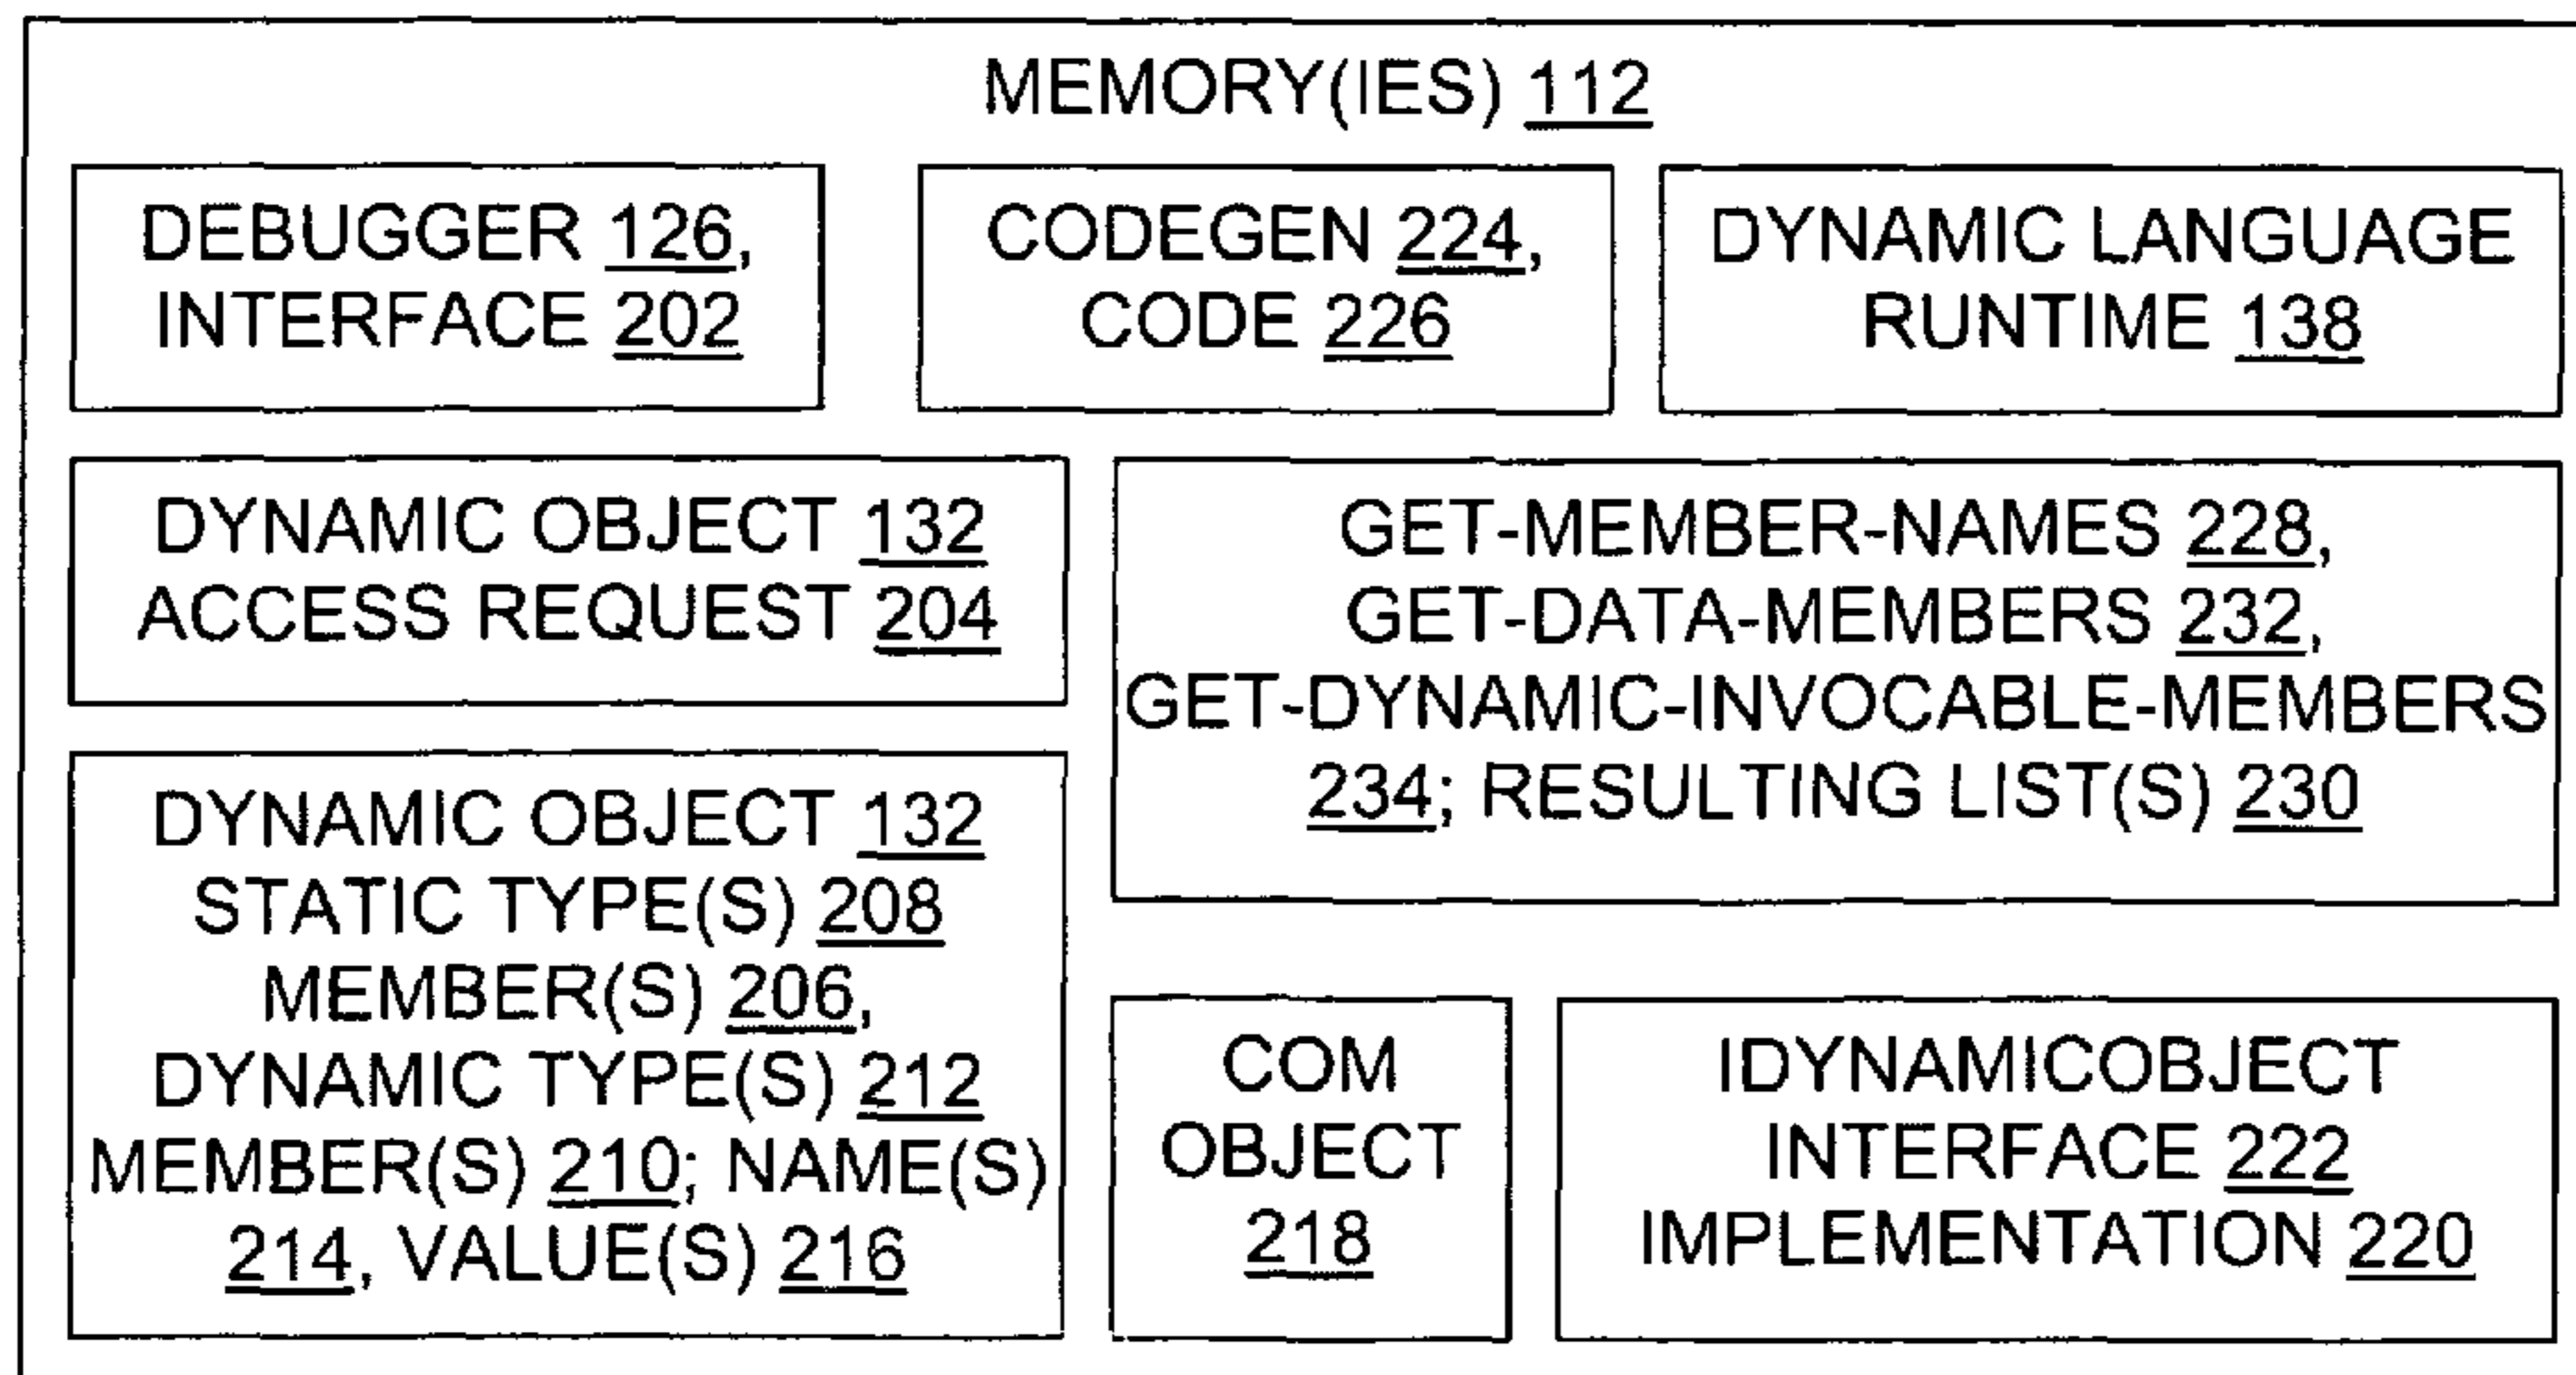 MEMORY(IES) 112
DEBUGGER 126,
INTERFACE 202
CODEGEN 224,
CODE 226
DYNAMIC LANGUAGE
RUNTIME 138
DYNAMIC OBJECT 132
ACCESS REQUEST 204
GET-MEMBER-NAMES 228,
GET-DATA-MEMBERS 232,
GET-DYNAMIC-INVOCABLE-MEMBERS
234; RESULTING LIST(S) 230
DYNAMIC OBJECT 132
STATIC TYPE(S) 208
MEMBER(S) 206,
DYNAMIC TYPE(S) 212
MEMBER(S) 210; NAME(S)
214, VALUE(S) 216
COM
OBJECT
218
IDYNAMICOBJECT
INTERFACE 222
IMPLEMENTATION 220